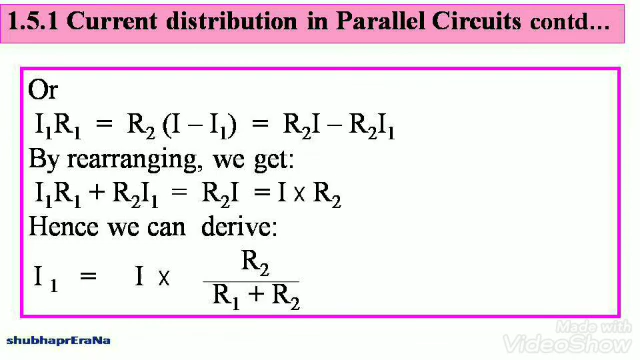 1.5.1 Current distribution in Parallel Circuits contd...
Or
I₁R₁ = R₂ (I – I₁) = R₂I – R₂I₁
By rearranging, we get:
I₁R₁ + R₂I₁ = R₂I = I x R₂
Hence we can derive:
I₁ = I x R₂ / R₁ + R₂
shubhaprEraNa
Made with
VideoShow